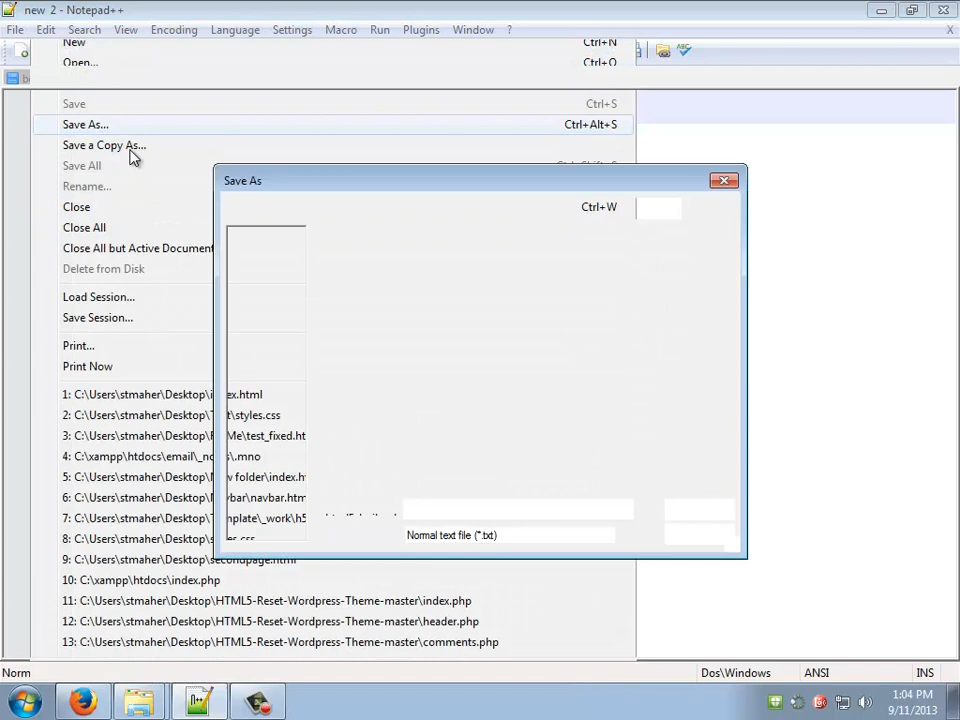 new 2 - Notepad++
File Edit Search View Encoding Language Settings Macro Run Plugins Window ? X
New Ctrl+N
Open... Ctrl+O
Save Ctrl+S
Save As... Ctrl+Alt+S
Save a Copy As...
Save All Ctrl+Shift+S
Rename...
Save As
Close Ctrl+W
Close All
Close All but Active Document
Delete from Disk
Load Session...
Save Session...
Print...
Print Now
1: C:\Users\stmaher\Desktop\index.html
2: C:\Users\stmaher\Desktop\T t\styles.css
3: C:\Users\stmaher\Desktop\F Me\test_fixed.ht
4: C:\xampp\htdocs\email\_no s\.mno
5: C:\Users\stmaher\Desktop\N w folder\index.h
6: C:\Users\stmaher\Desktop\N vbar\navbar.htm
7: C:\Users\stmaher\Desktop\T mplate\_work\h5
Normal text file (*.txt)
8: C:\Users\stmaher\Desktop\ es.css
9: C:\Users\stmaher\Desktop\secondpage.html
10: C:\xampp\htdocs\index.php
11: C:\Users\stmaher\Desktop\HTML5-Reset-Wordpress-Theme-master\index.php
12: C:\Users\stmaher\Desktop\HTML5-Reset-Wordpress-Theme-master\header.php
13: C:\Users\stmaher\Desktop\HTML5-Reset-Wordpress-Theme-master\comments.php
Norm Dos\Windows ANSI INS
1:04 PM
9/11/2013